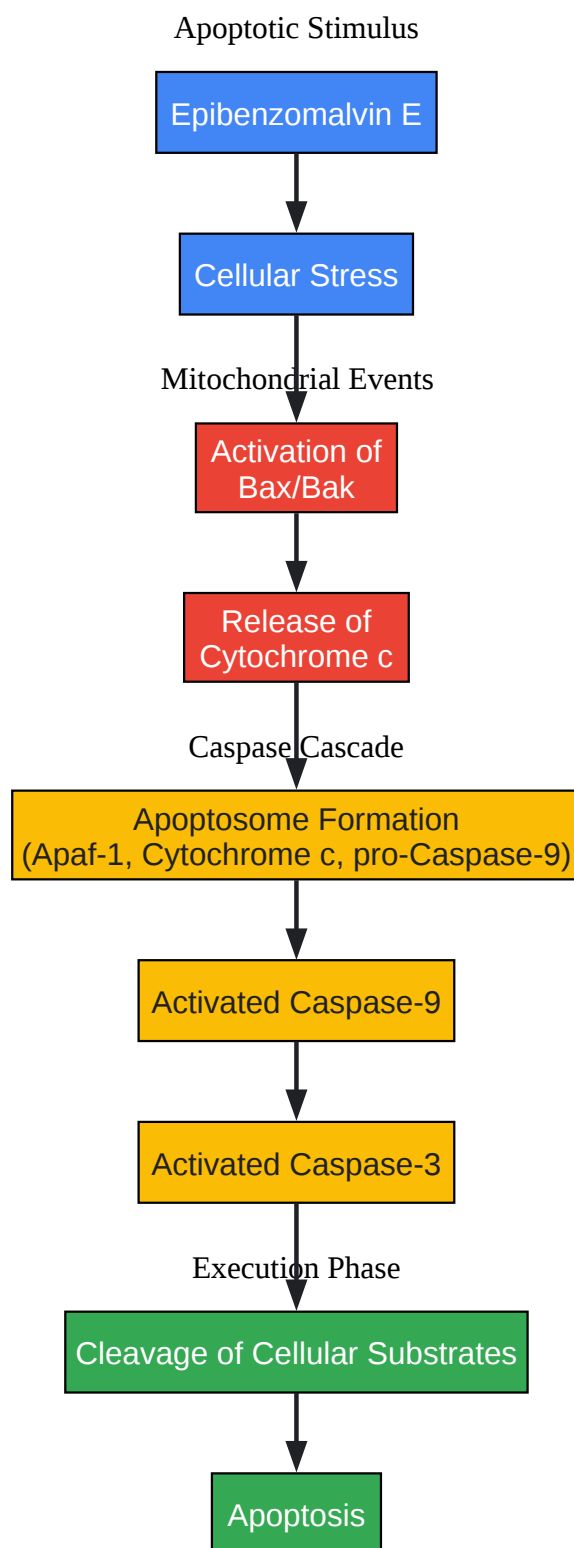 Apoptotic Stimulus
Epibenzomalvin E
Cellular Stress
Mitochondrial Events
Activation of
Bax/Bak
Release of
Cytochrome c
Caspase Cascade
Apoptosome Formation
(Apaf-1, Cytochrome c, pro-Caspase-9)
Activated Caspase-9
Activated Caspase-3
Execution Phase
Cleavage of Cellular Substrates
Apoptosis